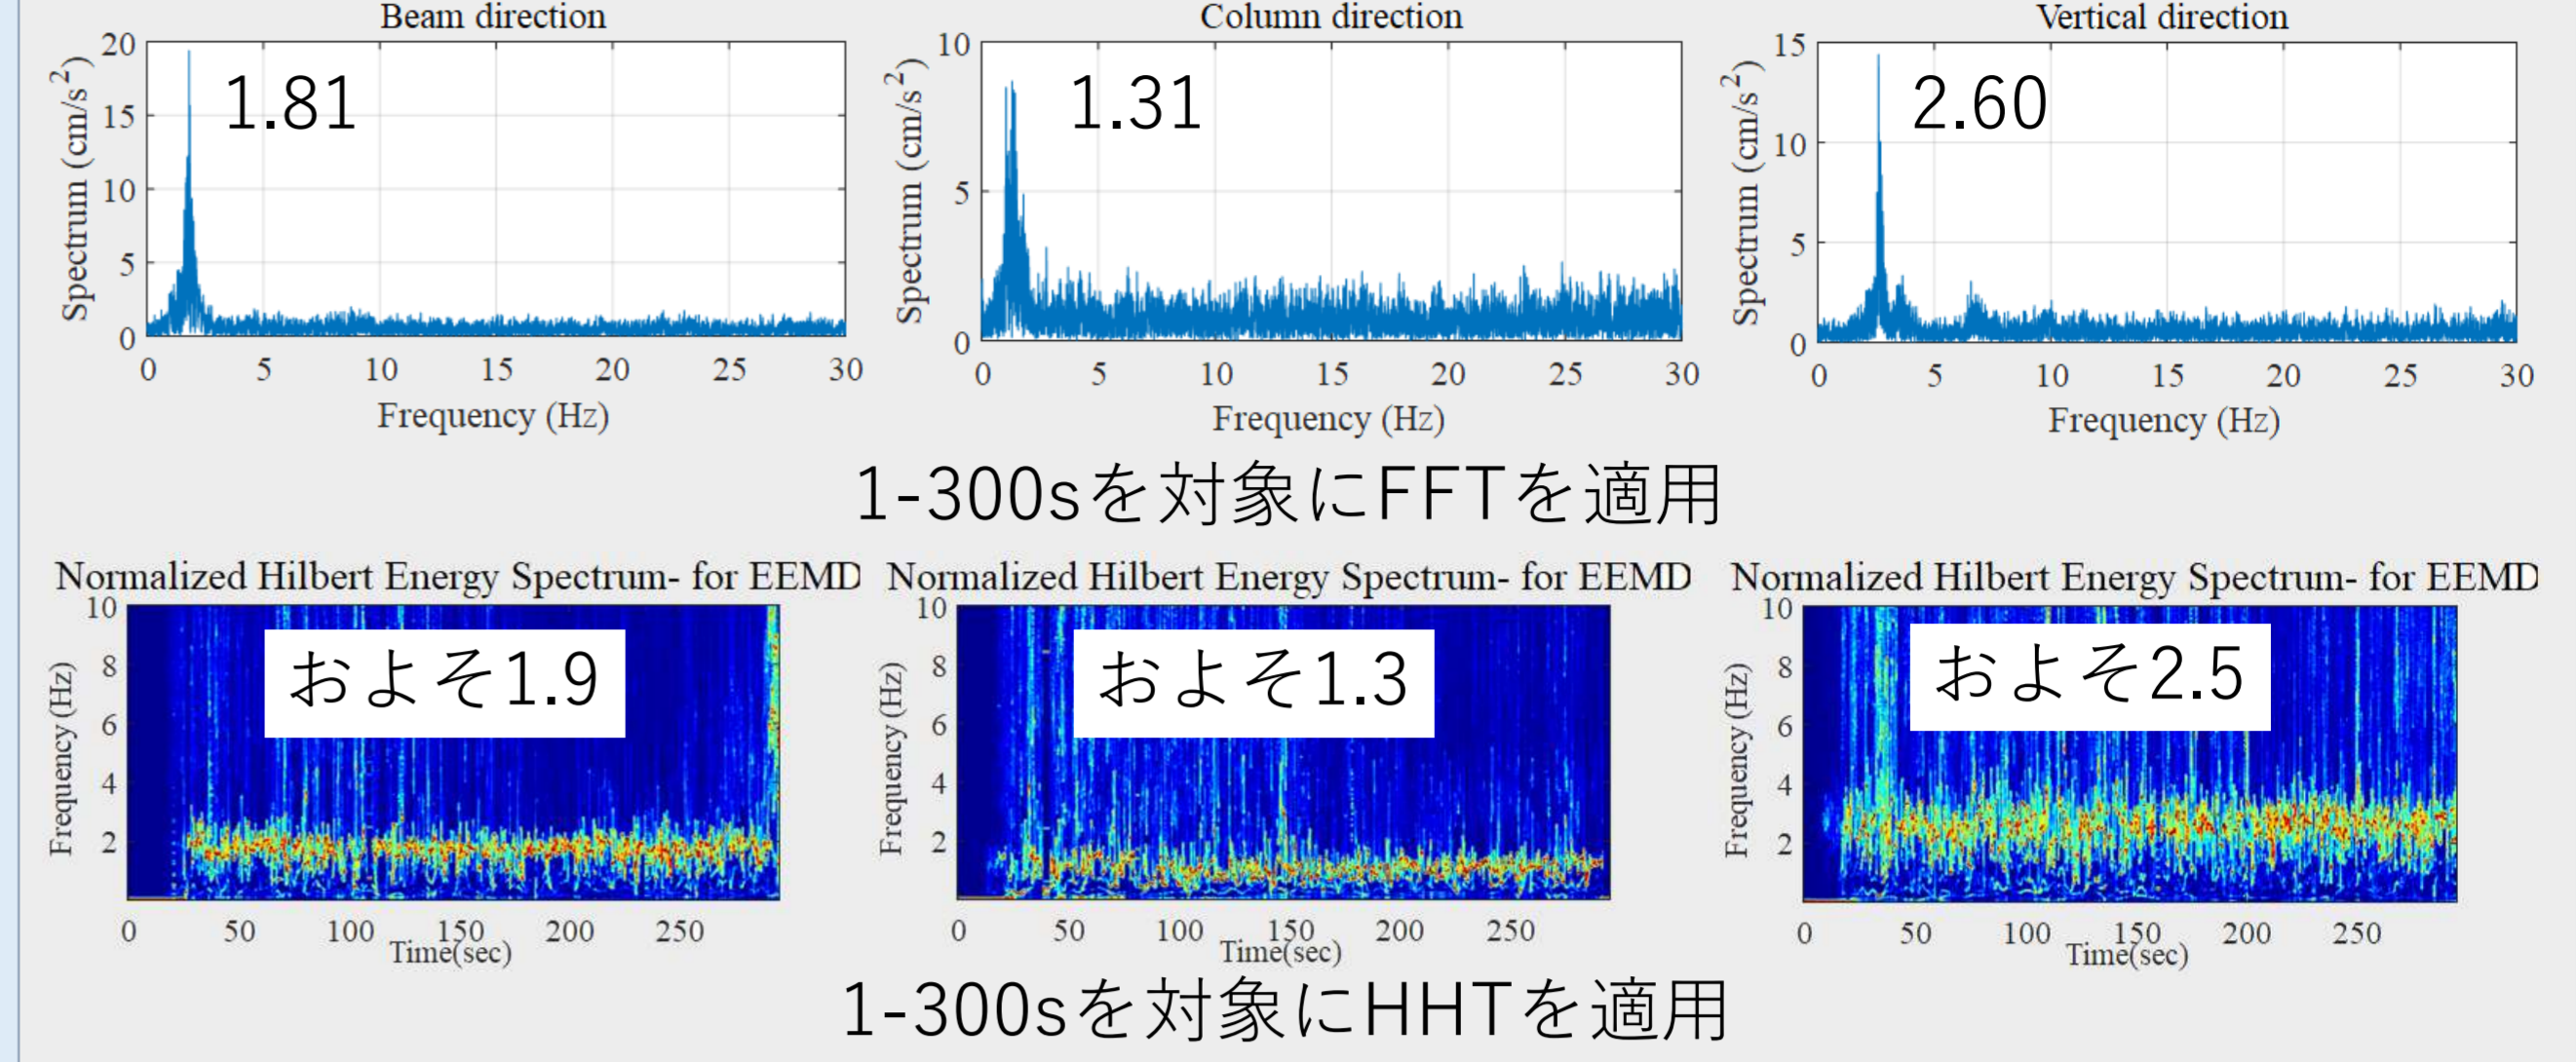 Beam direction
Column direction
Vertical direction
Spectrum (cm/s²)
20
15
10
5
0
1.81
0 5 10 15 20 25 30
Frequency (Hz)
Spectrum (cm/s²)
10
5
0
1.31
0 5 10 15 20 25 30
Frequency (Hz)
Spectrum (cm/s²)
15
10
5
0
2.60
0 5 10 15 20 25 30
Frequency (Hz)
1-300sを対象にFFTを適用
Normalized Hilbert Energy Spectrum- for EEMD
Frequency (Hz)
10
8
6
4
2
およそ1.9
0 50 100 150 200 250
Time(sec)
Normalized Hilbert Energy Spectrum- for EEMD
Frequency (Hz)
10
8
6
4
2
およそ1.3
0 50 100 150 200 250
Time(sec)
Normalized Hilbert Energy Spectrum- for EEMD
Frequency (Hz)
10
8
6
4
2
およそ2.5
0 50 100 150 200 250
Time(sec)
1-300sを対象にHHTを適用